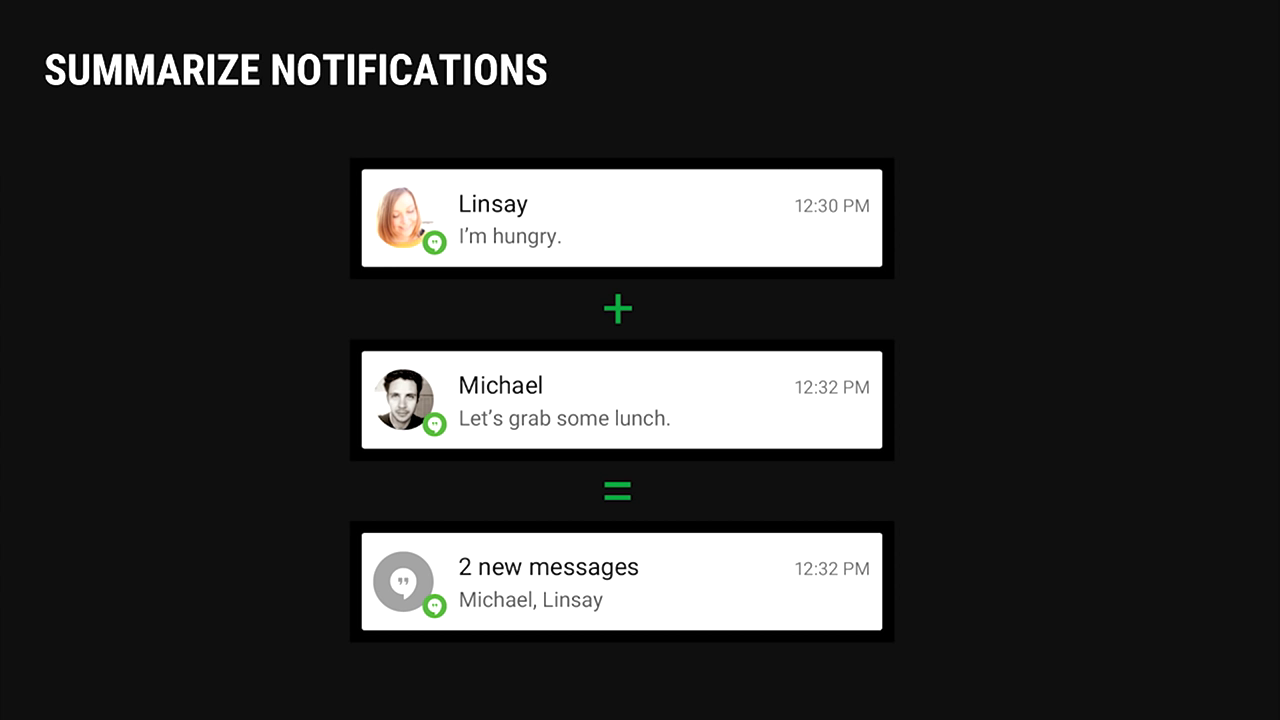 SUMMARIZE NOTIFICATIONS
Linsay 12:30 PM
I’m hungry.
+
Michael 12:32 PM
Let’s grab some lunch.
=
2 new messages 12:32 PM
Michael, Linsay